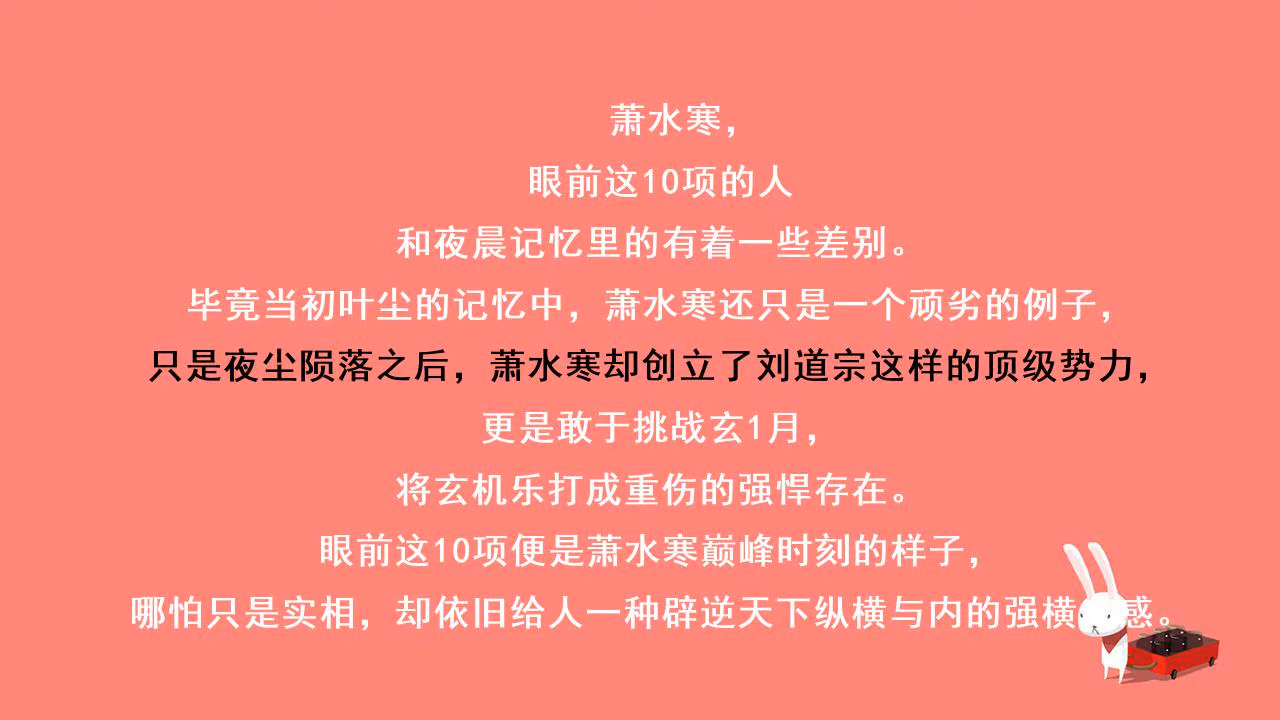 萧水寒，
眼前这10项的人
和夜晨记忆里的有着一些差别。
毕竟当初叶尘的记忆中，萧水寒还只是一个顽劣的例子，
只是夜尘陨落之后，萧水寒却创立了刘道宗这样的顶级势力，
更是敢于挑战玄1月，
将玄机乐打成重伤的强悍存在。
眼前这10项便是萧水寒巅峰时刻的样子，
哪怕只是实相，却依旧给人一种辟逆天下纵横与内的强横 惑。